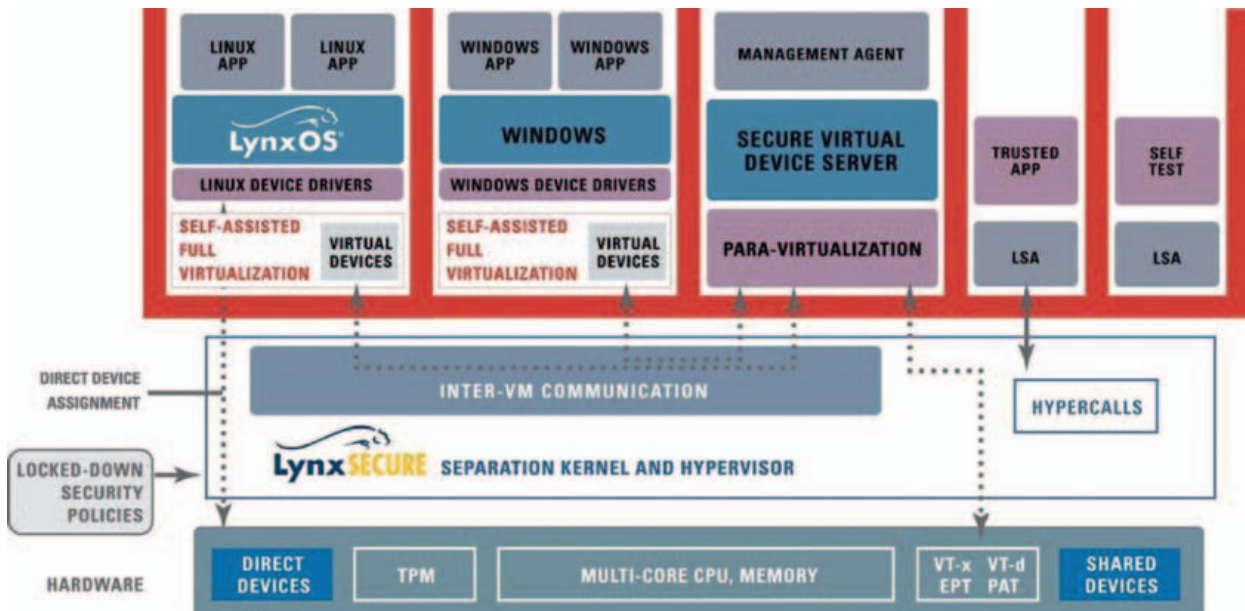 LINUX
APP
LINUX
APP
LynxOS®
LINUX DEVICE DRIVERS
SELF-ASSISTED
FULL
VIRTUALIZATION
VIRTUAL
DEVICES
WINDOWS
APP
WINDOWS
APP
WINDOWS
WINDOWS DEVICE DRIVERS
SELF-ASSISTED
FULL
VIRTUALIZATION
VIRTUAL
DEVICES
MANAGEMENT AGENT
SECURE VIRTUAL
DEVICE SERVER
PARA-VIRTUALIZATION
TRUSTED
APP
LSA
SELF
TEST
LSA
DIRECT DEVICE
ASSIGNMENT
INTER-VM COMMUNICATION
HYPERCALLS
LynxSECURE SEPARATION KERNEL AND HYPERVISOR
LOCKED-DOWN
SECURITY
POLICIES
HARDWARE
DIRECT
DEVICES
TPM
MULTI-CORE CPU, MEMORY
VT-x VT-d
EPT PAT
SHARED
DEVICES